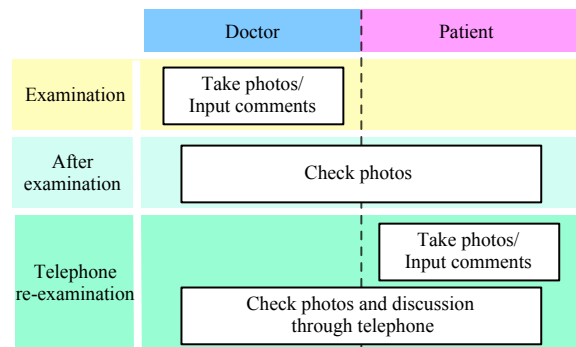 Doctor
Patient
Examination
Take photos/
Input comments
After
examination
Check photos
Telephone
re-examination
Take photos/
Input comments
Check photos and discussion
through telephone